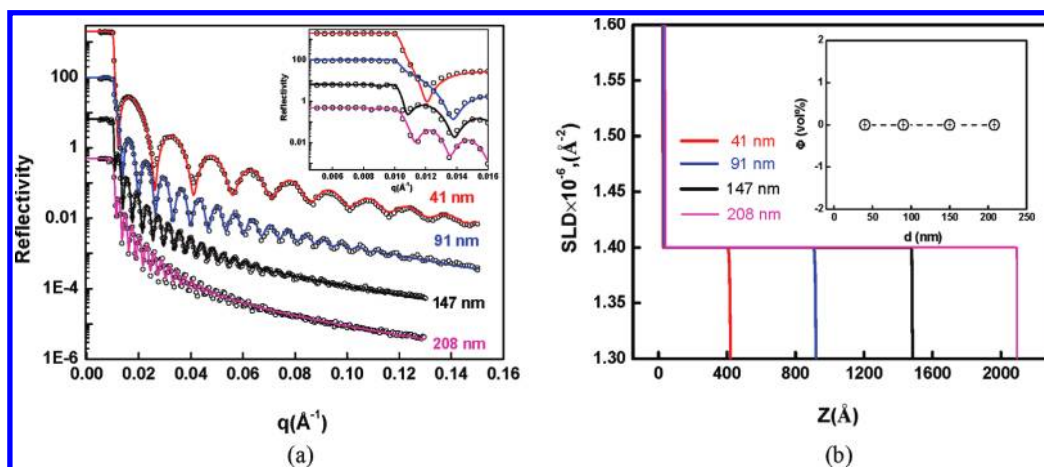 Reflectivity
100
1
0.01
1E-4
1E-6
0.00 0.02 0.04 0.06 0.08 0.10 0.12 0.14 0.16
q(Å⁻¹)
41 nm
91 nm
147 nm
208 nm
Reflectivity
100
1
0.01
0.006 0.008 0.010 0.012 0.014 0.016
q(Å⁻¹)
(a)
SLD×10⁻⁶,(Å⁻²)
1.60
1.55
1.50
1.45
1.40
1.35
1.30
0 400 800 1200 1600 2000
Z(Å)
41 nm
91 nm
147 nm
208 nm
Φ (vol%)
2
1
0
-1
-2
0 50 100 150 200 250
d (nm)
(b)